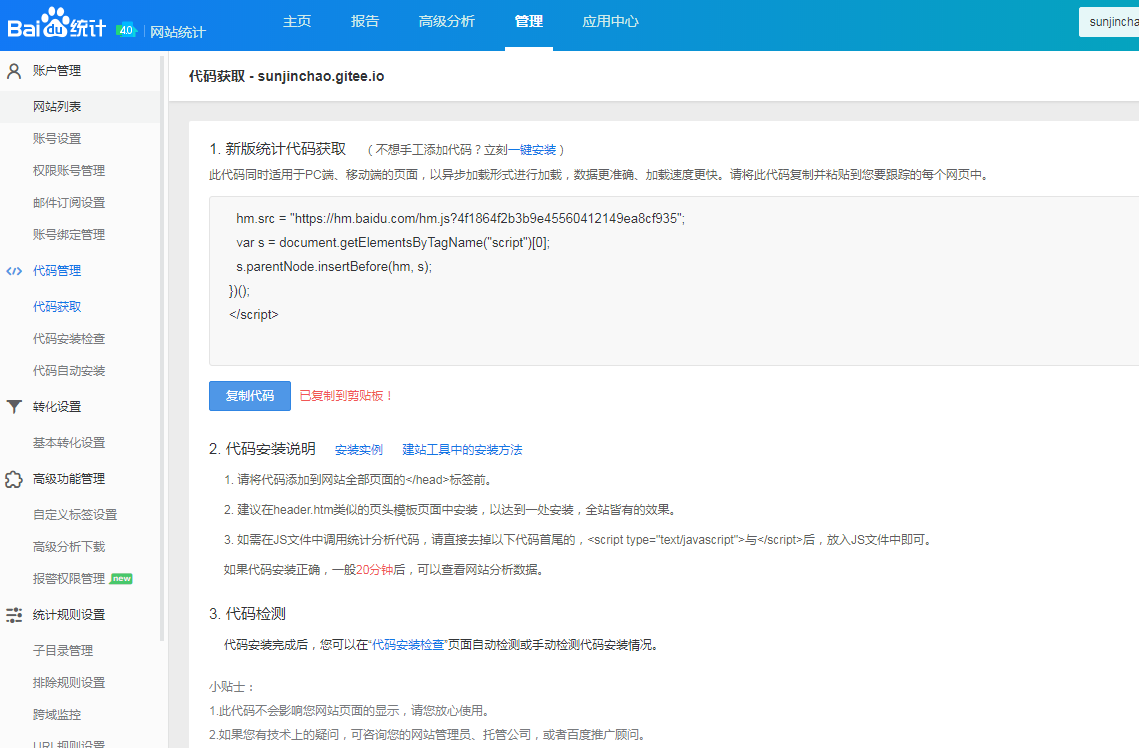 Baidu统计 4.0 网站统计 主页 报告 高级分析 管理 应用中心 sunjincha
账户管理
网站列表
账号设置
权限账号管理
邮件订阅设置
账号绑定管理
代码管理
代码获取
代码安装检查
代码自动安装
转化设置
基本转化设置
高级功能管理
自定义标签设置
高级分析下载
报警权限管理 new
统计规则设置
子目录管理
排除规则设置
跨域监控
URL规则设置
代码获取 - sunjinchao.gitee.io
1. 新版统计代码获取 （不想手工添加代码？立刻一键安装）
此代码同时适用于PC端、移动端的页面，以异步加载形式进行加载，数据更准确、加载速度更快。请将此代码复制并粘贴到您要跟踪的每个网页中。
hm.src = "https://hm.baidu.com/hm.js?4f1864f2b3b9e45560412149ea8cf935";
var s = document.getElementsByTagName("script")[0];
s.parentNode.insertBefore(hm, s);
})();
</script>
复制代码 已复制到剪贴板！
2. 代码安装说明 安装实例 建站工具中的安装方法
1. 请将代码添加到网站全部页面的</head>标签前。
2. 建议在header.htm类似的页头模板页面中安装，以达到一处安装，全站皆有的效果。
3. 如需在JS文件中调用统计分析代码，请直接去掉以下代码首尾的，<script type="text/javascript">与</script>后，放入JS文件中即可。
如果代码安装正确，一般20分钟后，可以查看网站分析数据。
3. 代码检测
代码安装完成后，您可以在“代码安装检查”页面自动检测或手动检测代码安装情况。
小贴士：
1.此代码不会影响您网站页面的显示，请您放心使用。
2.如果您有技术上的疑问，可咨询您的网站管理员、托管公司，或者百度推广顾问。